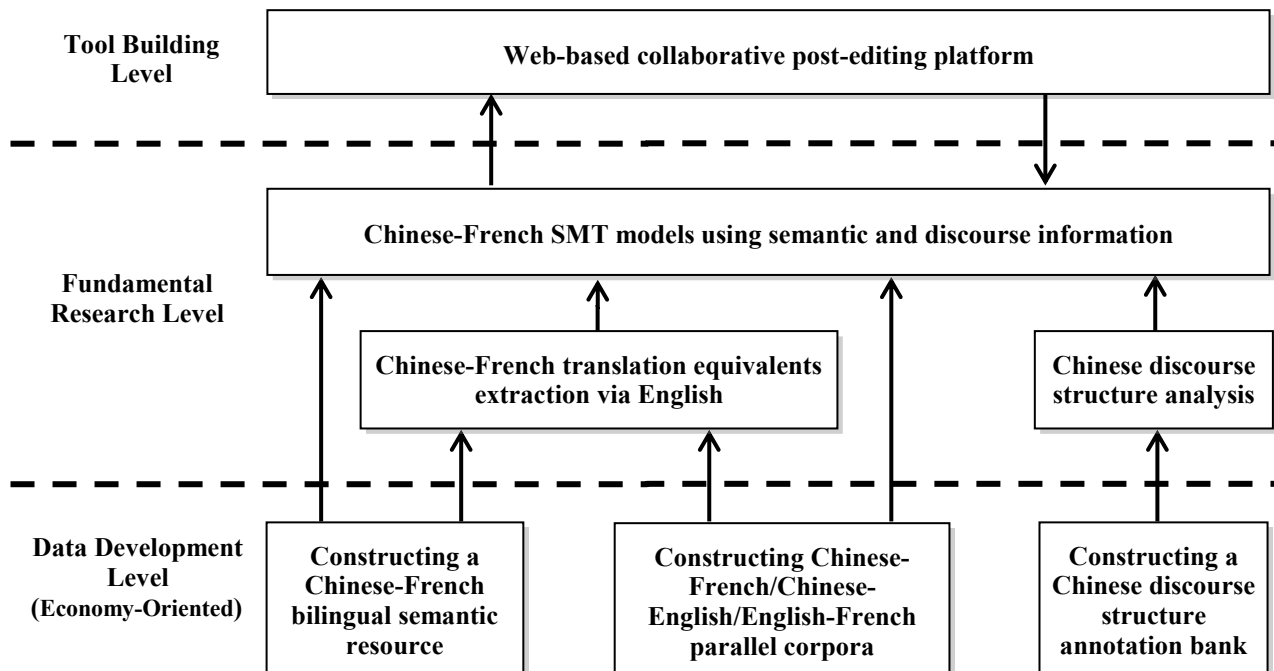 Tool Building
Level
Web-based collaborative post-editing platform
Chinese-French SMT models using semantic and discourse information
Fundamental
Research Level
Chinese-French translation equivalents
extraction via English
Chinese discourse
structure analysis
Data Development
Level
(Economy-Oriented)
Constructing a
Chinese-French
bilingual semantic
resource
Constructing Chinese-
French/Chinese-
English/English-French
parallel corpora
Constructing a
Chinese discourse
structure
annotation bank